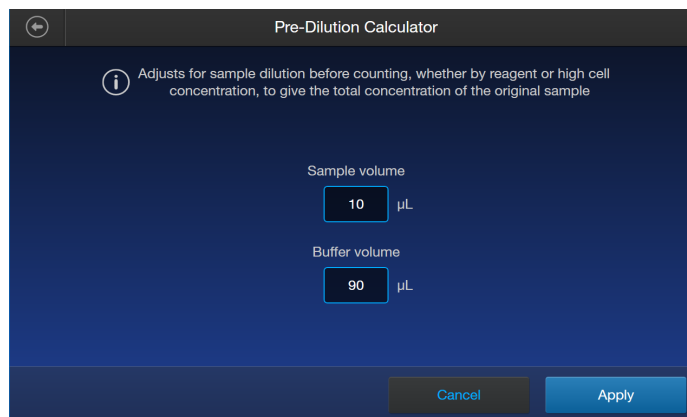 Pre-Dilution Calculator
Adjusts for sample dilution before counting, whether by reagent or high cell
concentration, to give the total concentration of the original sample
Sample volume
10 µL
Buffer volume
90 µL
Cancel Apply